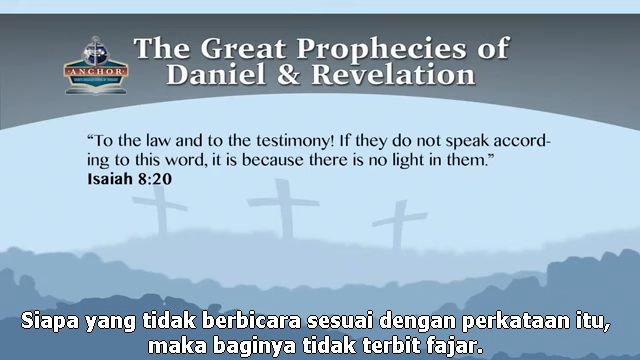 The Great Prophecies of
Daniel & Revelation
ANCHOR
“To the law and to the testimony! If they do not speak accord-
ing to this word, it is because there is no light in them.”
Isaiah 8:20
Siapa yang tidak berbicara sesuai dengan perkataan itu,
maka baginya tidak terbit fajar.